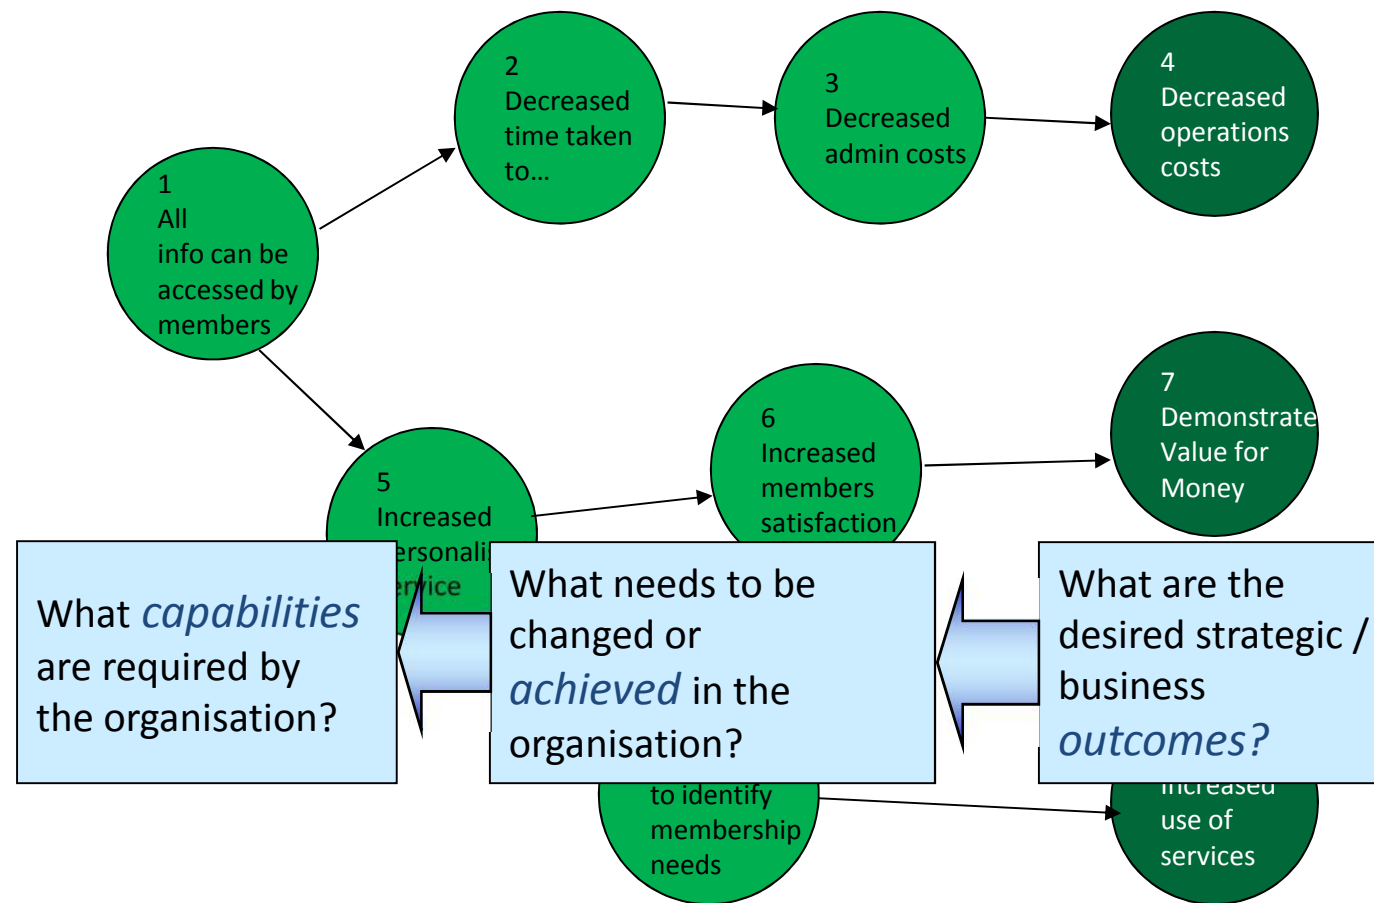 1
All
info can be
accessed by
members
2
Decreased
time taken
to…
3
Decreased
admin costs
4
Decreased
operations
costs
5
Increased
service
6
Increased
members
satisfaction
7
Demonstrate
Value for
Money
What capabilities
are required by
the organisation?
What needs to be
changed or
achieved in the
organisation?
What are the
desired strategic /
business
outcomes?
to identify
membership
needs
Increased
use of
services